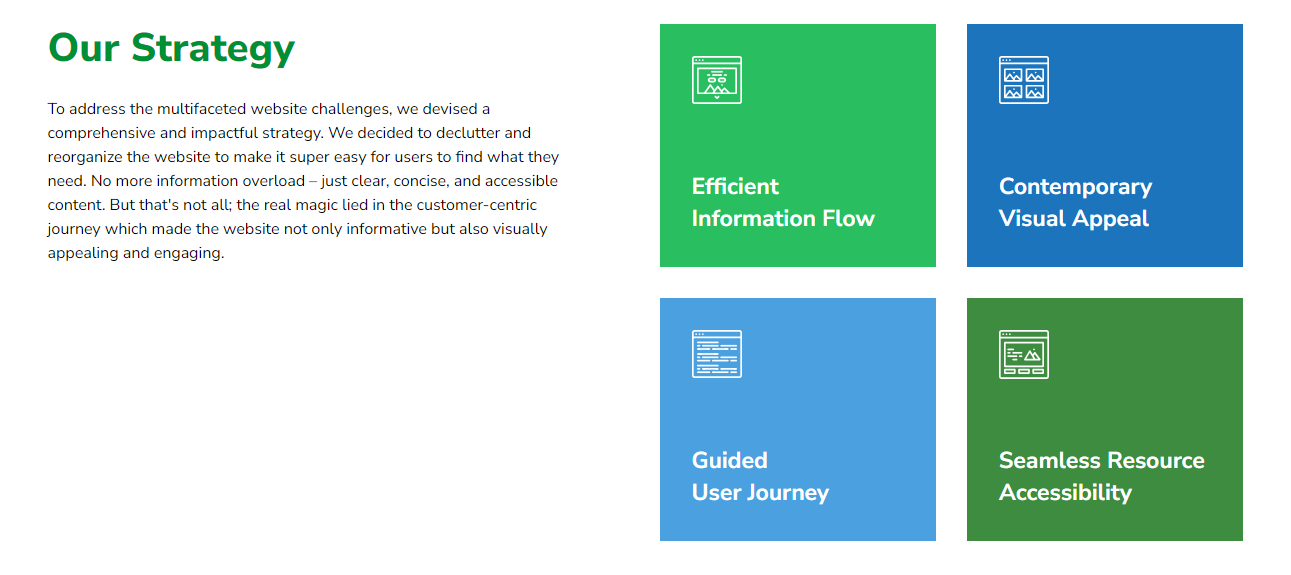 Our Strategy
To address the multifaceted website challenges, we devised a
comprehensive and impactful strategy. We decided to declutter and
reorganize the website to make it super easy for users to find what they
need. No more information overload – just clear, concise, and accessible
content. But that's not all; the real magic lied in the customer-centric
journey which made the website not only informative but also visually
appealing and engaging.
Efficient
Information Flow
Contemporary
Visual Appeal
Guided
User Journey
Seamless Resource
Accessibility